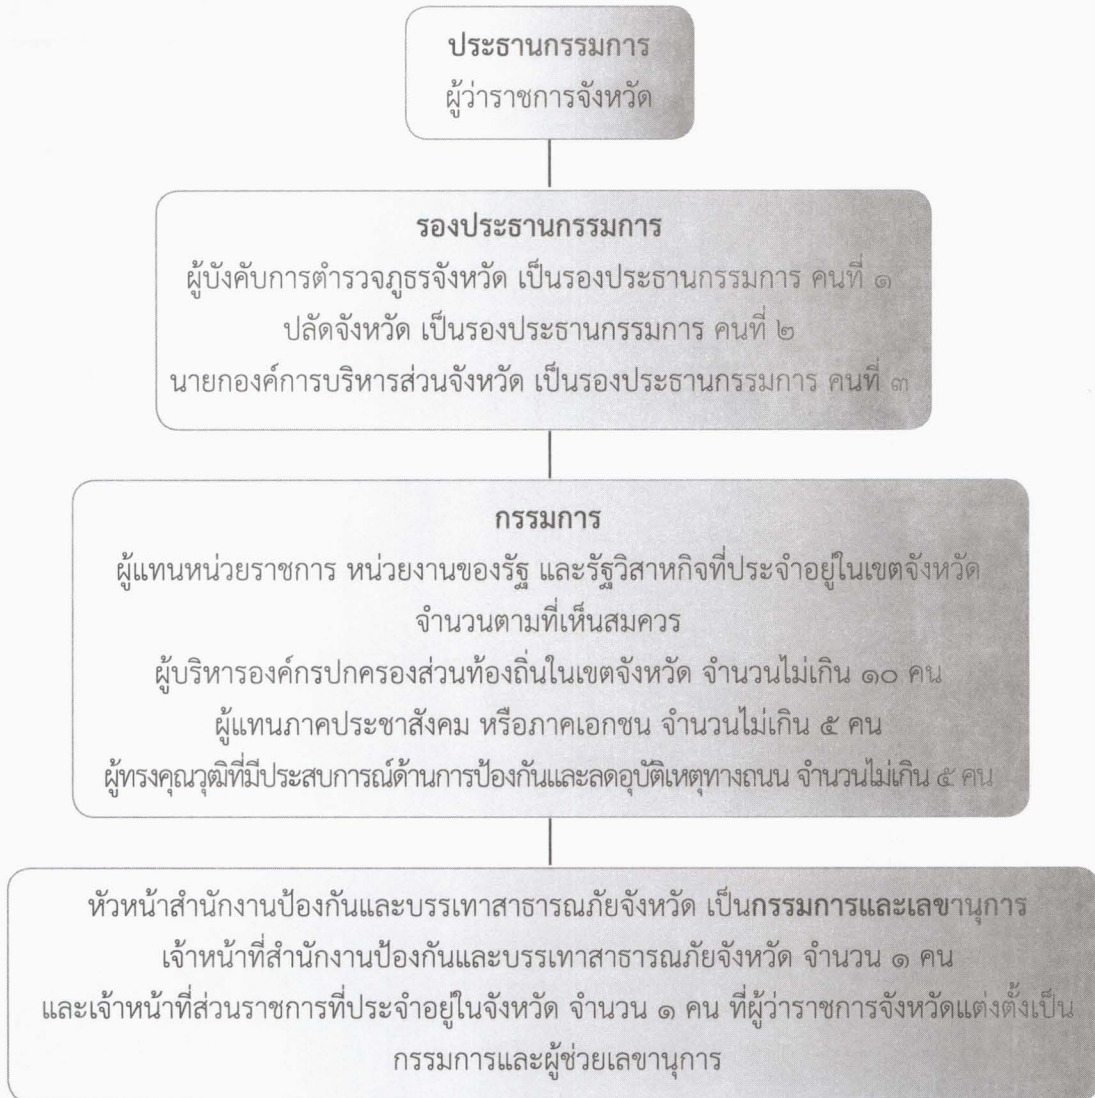 ประธานกรรมการ
ผู้ว่าราชการจังหวัด
รองประธานกรรมการ
ผู้บังคับการตำรวจภูธรจังหวัด เป็นรองประธานกรรมการ คนที่ ๑
ปลัดจังหวัด เป็นรองประธานกรรมการ คนที่ ๒
นายกองค์การบริหารส่วนจังหวัด เป็นรองประธานกรรมการ คนที่ ๓
กรรมการ
ผู้แทนหน่วยราชการ หน่วยงานของรัฐ และรัฐวิสาหกิจที่ประจำอยู่ในเขตจังหวัด
จำนวนตามที่เห็นสมควร
ผู้บริหารองค์กรปกครองส่วนท้องถิ่นในเขตจังหวัด จำนวนไม่เกิน ๑๐ คน
ผู้แทนภาคประชาสังคม หรือภาคเอกชน จำนวนไม่เกิน ๕ คน
ผู้ทรงคุณวุฒิที่มีประสบการณ์ด้านการป้องกันและลดอุบัติเหตุทางถนน จำนวนไม่เกิน ๕ คน
หัวหน้าสำนักงานป้องกันและบรรเทาสาธารณภัยจังหวัด เป็นกรรมการและเลขานุการ
เจ้าหน้าที่สำนักงานป้องกันและบรรเทาสาธารณภัยจังหวัด จำนวน ๑ คน
และเจ้าหน้าที่ส่วนราชการที่ประจำอยู่ในจังหวัด จำนวน ๑ คน ที่ผู้ว่าราชการจังหวัดแต่งตั้งเป็น
กรรมการและผู้ช่วยเลขานุการ